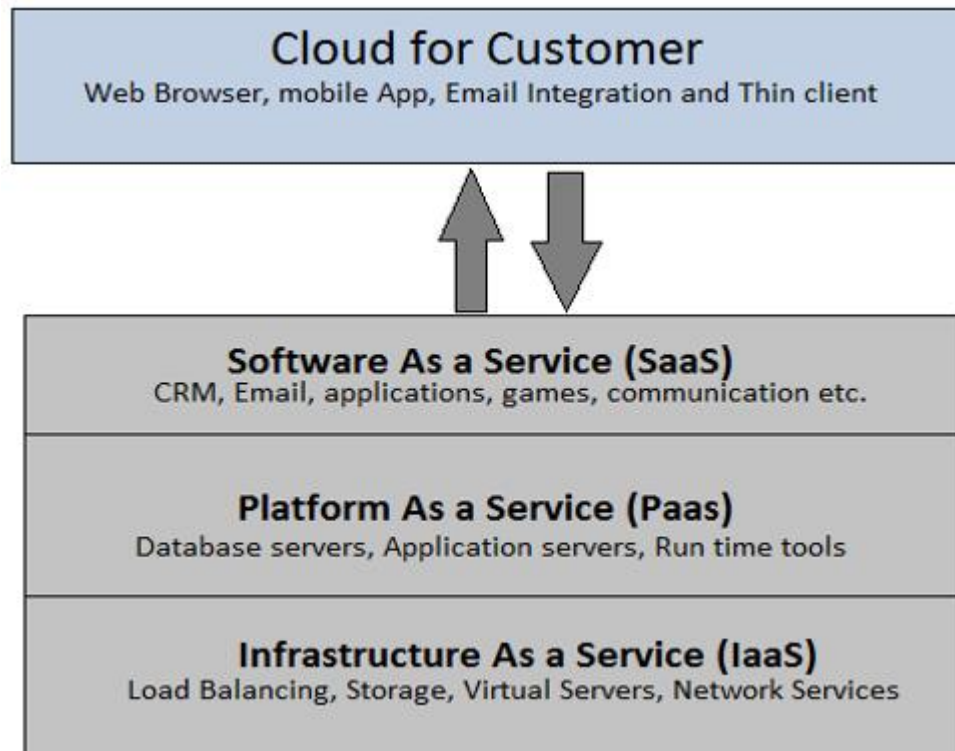 Cloud for Customer
Web Browser, mobile App, Email Integration and Thin client
Software As a Service (SaaS)
CRM, Email, applications, games, communication etc.
Platform As a Service (Paas)
Database servers, Application servers, Run time tools
Infrastructure As a Service (IaaS)
Load Balancing, Storage, Virtual Servers, Network Services